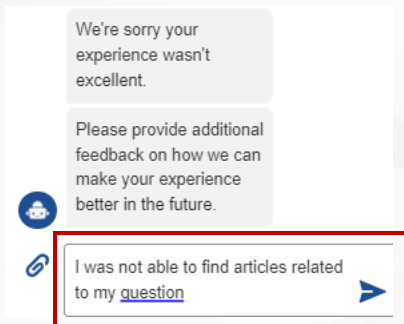 We're sorry your
experience wasn't
excellent.
Please provide additional
feedback on how we can
make your experience
better in the future.
I was not able to find articles related
to my question